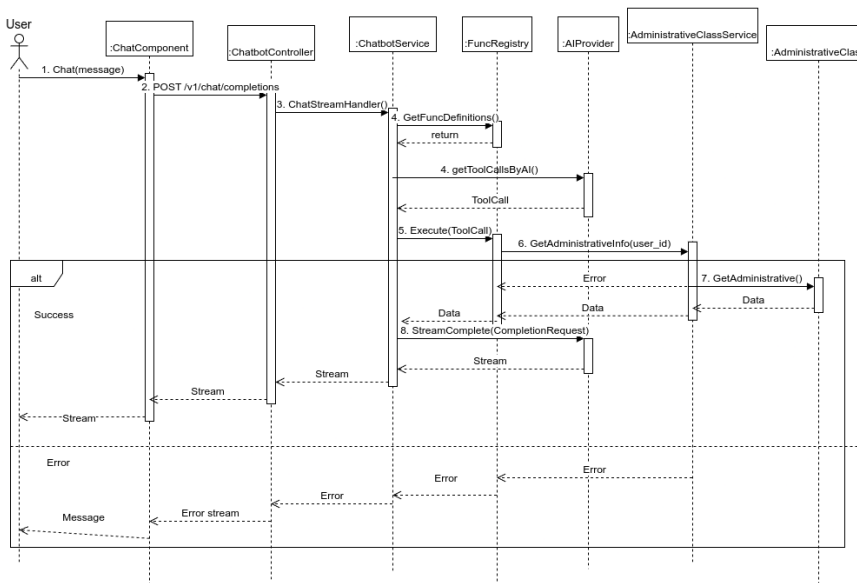 User
:ChatComponent
:ChatbotController
:ChatbotService
:FuncRegistry
:AIProvider
:AdministrativeClassService
:AdministrativeClas
1. Chat(message)
2. POST /v1/chat/completions
3. ChatStreamHandler()
4. GetFuncDefinitions()
return
4. getToolCallsByAI()
ToolCall
5. Execute(ToolCall)
6. GetAdministrativeInfo(user_id)
alt
Error
7. GetAdministrative()
Data
Data
Data
Success
8. StreamComplete(CompletionRequest)
Stream
Stream
Stream
Stream
Error
Error
Error
Error
Error stream
Message